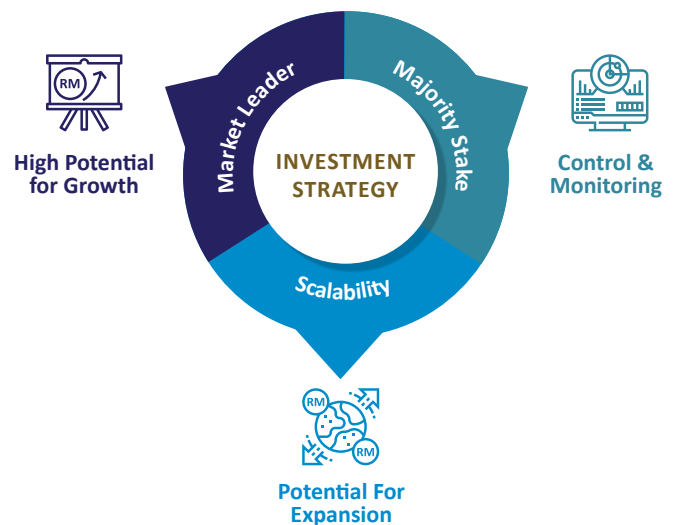 RM
High Potential
for Growth
Market Leader
INVESTMENT
STRATEGY
Majority Stake
Control &
Monitoring
Scalability
RM
RM
Potential For
Expansion